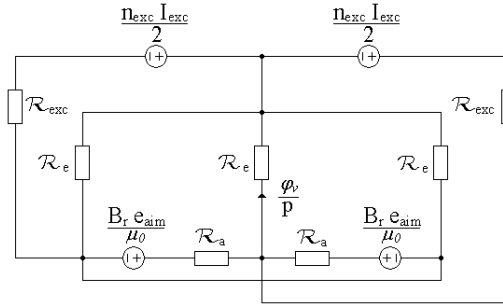 n_exc I_exc
2
n_exc I_exc
2
ℛ_exc
ℛ_exc
ℛ_e
ℛ_e
ℛ_e
φ_v
p
B_r e_aim
μ_0
ℛ_a
ℛ_a
B_r e_aim
μ_0